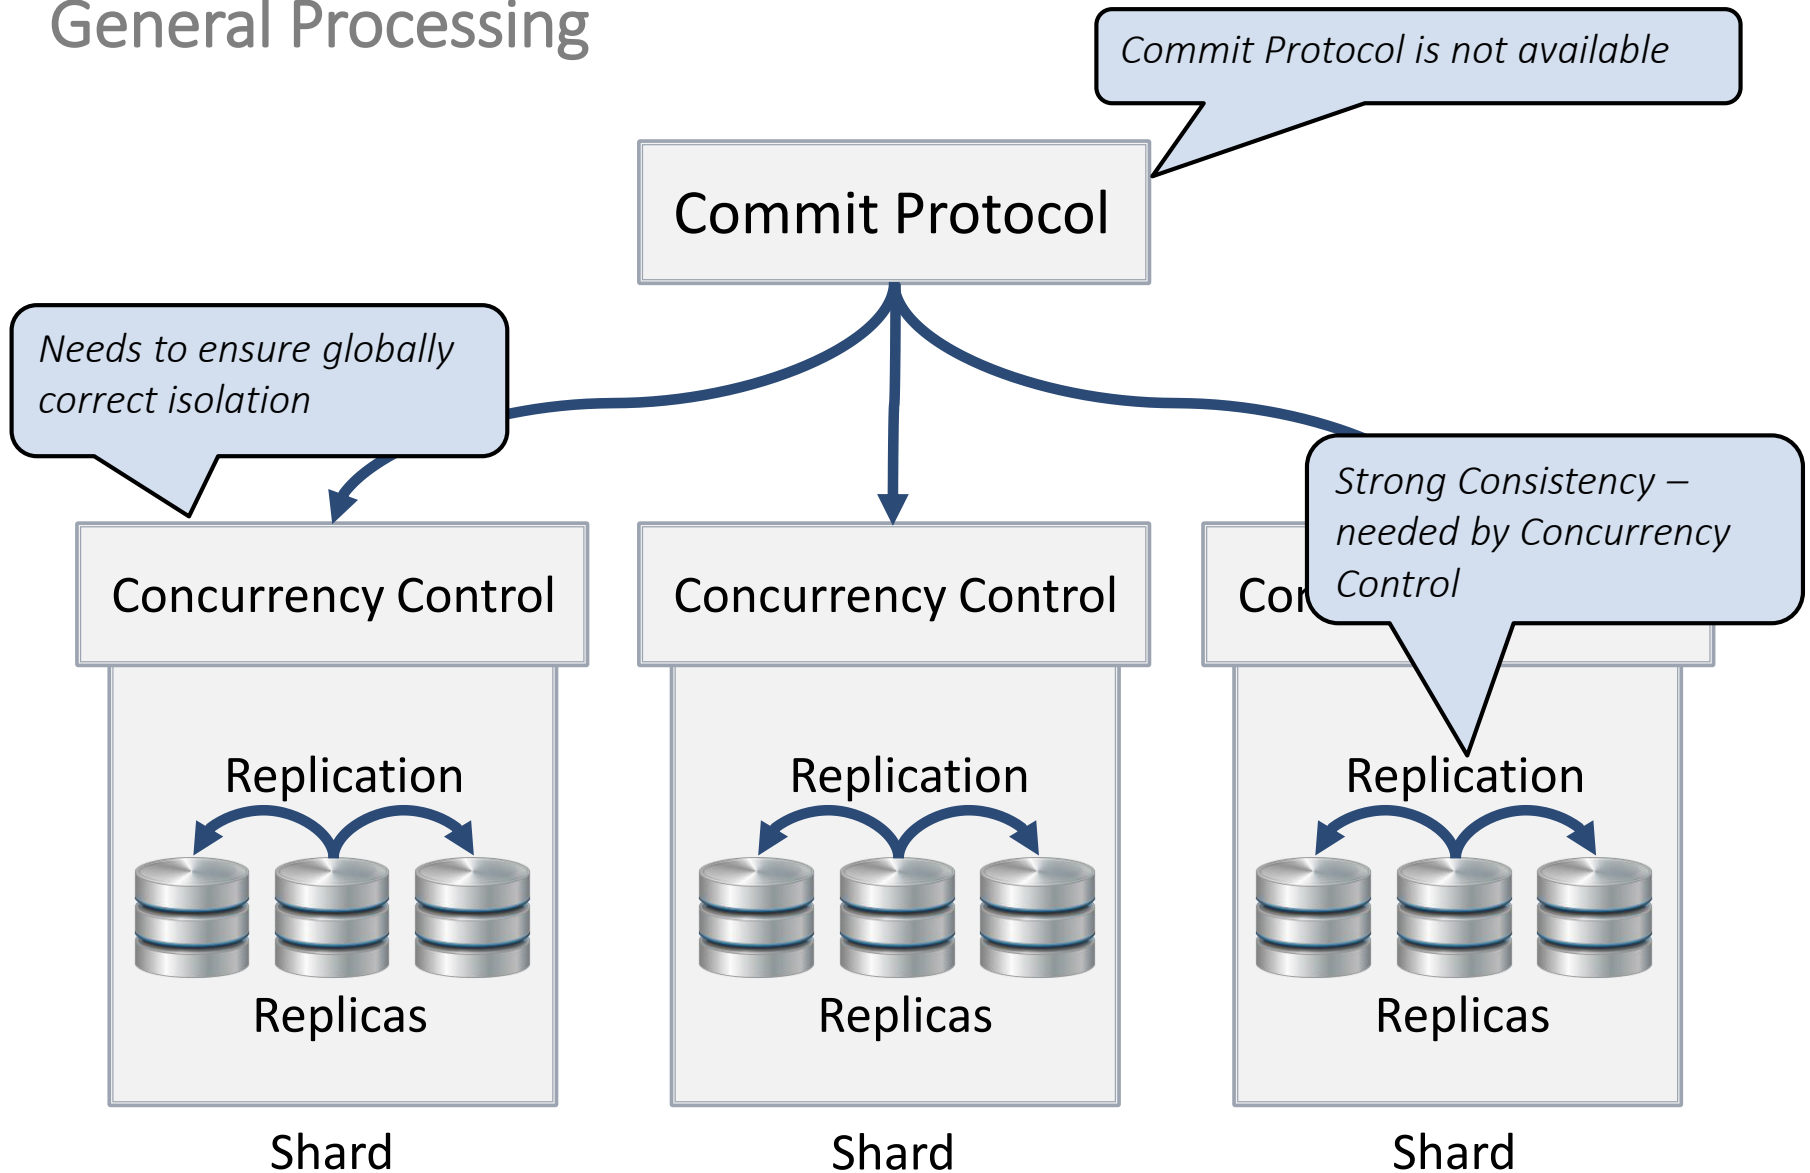 General Processing
Commit Protocol is not available
Commit Protocol
Needs to ensure globally
correct isolation
Strong Consistency –
needed by Concurrency
Control
Concurrency Control
Concurrency Control
Replication
Replication
Replication
Replicas
Replicas
Replicas
Shard
Shard
Shard